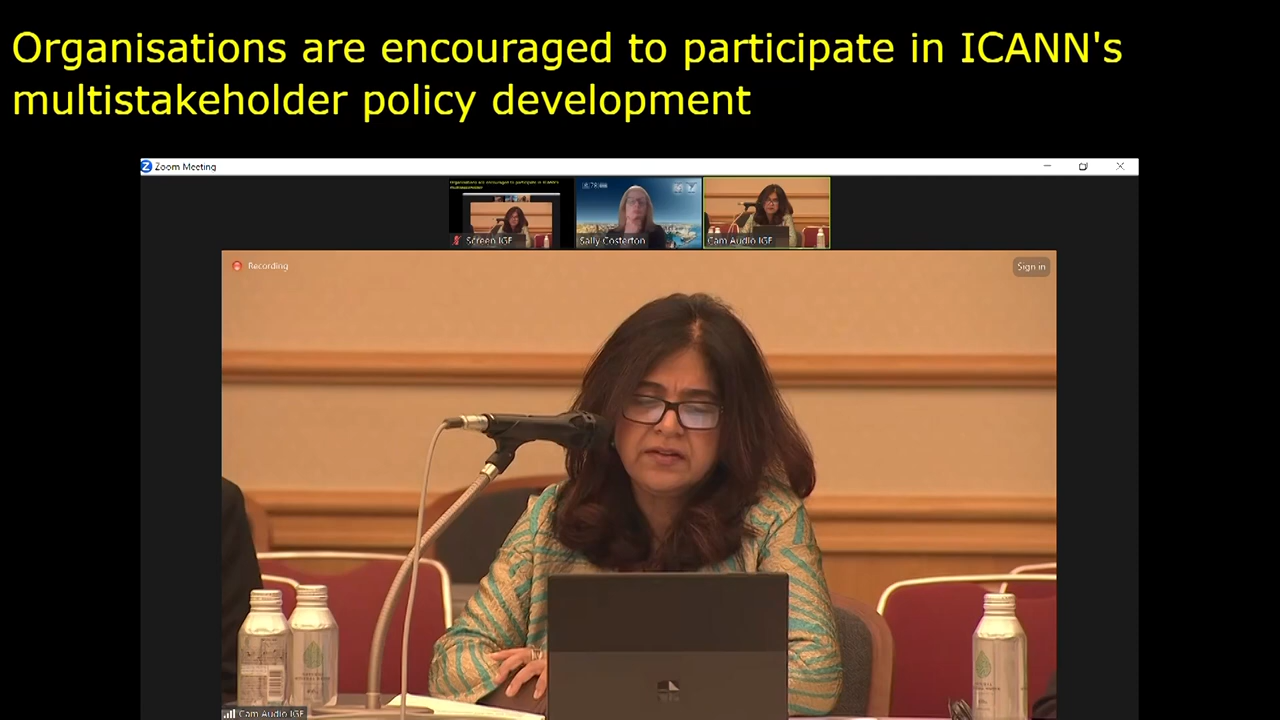 Organisations are encouraged to participate in ICANN's
multistakeholder policy development
Zoom Meeting
Screen IGF
Sally Costerton
Cam Audio IGF
Recording
Sign in
Cam Audio IGF